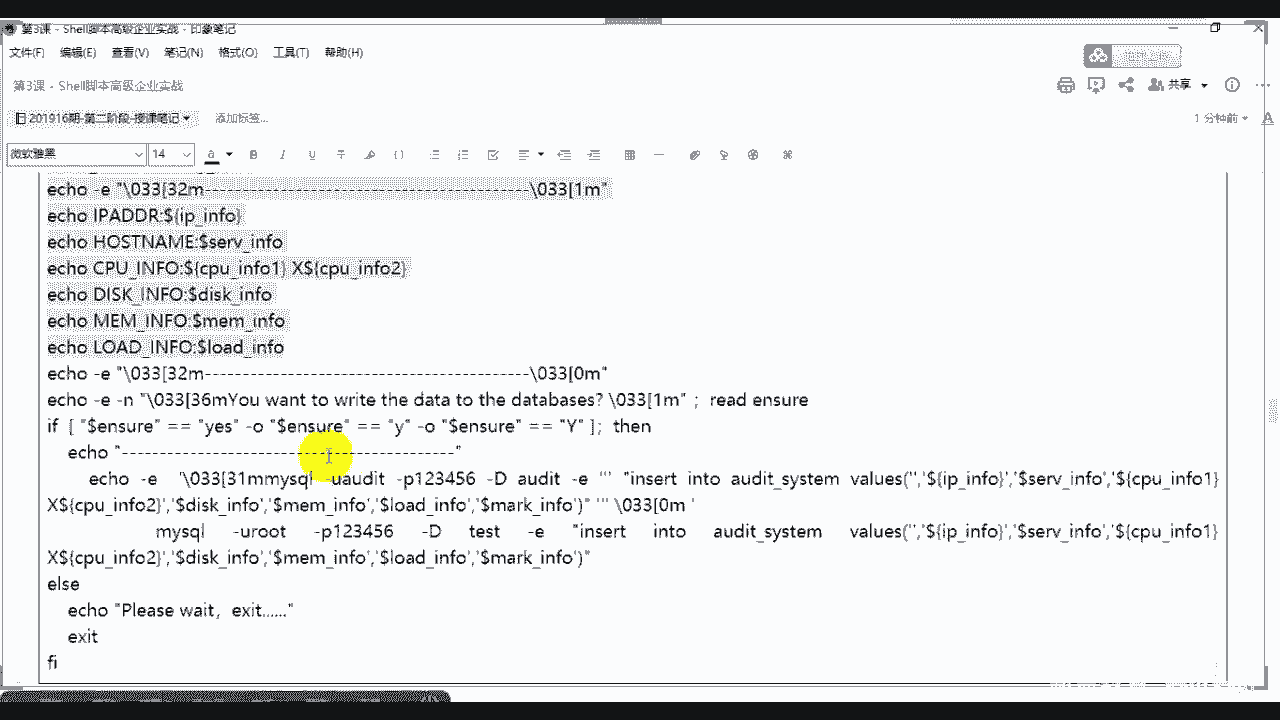 第3课 - Shell脚本高级企业实战 - 印象笔记
文件(F) 编辑(E) 查看(V) 笔记(N) 格式(O) 工具(T) 帮助(H)
第3课 - Shell脚本高级企业实战
共享
201916期-第二阶段-授课笔记 添加标签...
1 分钟前
微软雅黑 14
echo -e "\033[32m-------------------------------------------\033[1m"
echo IPADDR:${ip_info}
echo HOSTNAME:$serv_info
echo CPU_INFO:${cpu_info1} X${cpu_info2}
echo DISK_INFO:$disk_info
echo MEM_INFO:$mem_info
echo LOAD_INFO:$load_info
echo -e "\033[32m-------------------------------------------\033[0m"
echo -e -n "\033[36mYou want to write the data to the databases? \033[1m" ; read ensure
if [ "$ensure" == "yes" -o "$ensure" == "y" -o "$ensure" == "Y" ]; then
echo "--------------------------------------------"
echo -e '\033[31mmysql -uaudit -p123456 -D audit -e ''' "insert into audit_system values('','${ip_info}','$serv_info','${cpu_info1}
X${cpu_info2}','$disk_info','$mem_info','$load_info','$mark_info')" ''' \033[0m '
mysql -uroot -p123456 -D test -e "insert into audit_system values('','${ip_info}','$serv_info','${cpu_info1}
X${cpu_info2}','$disk_info','$mem_info','$load_info','$mark_info')"
else
echo "Please wait，exit......"
exit
fi